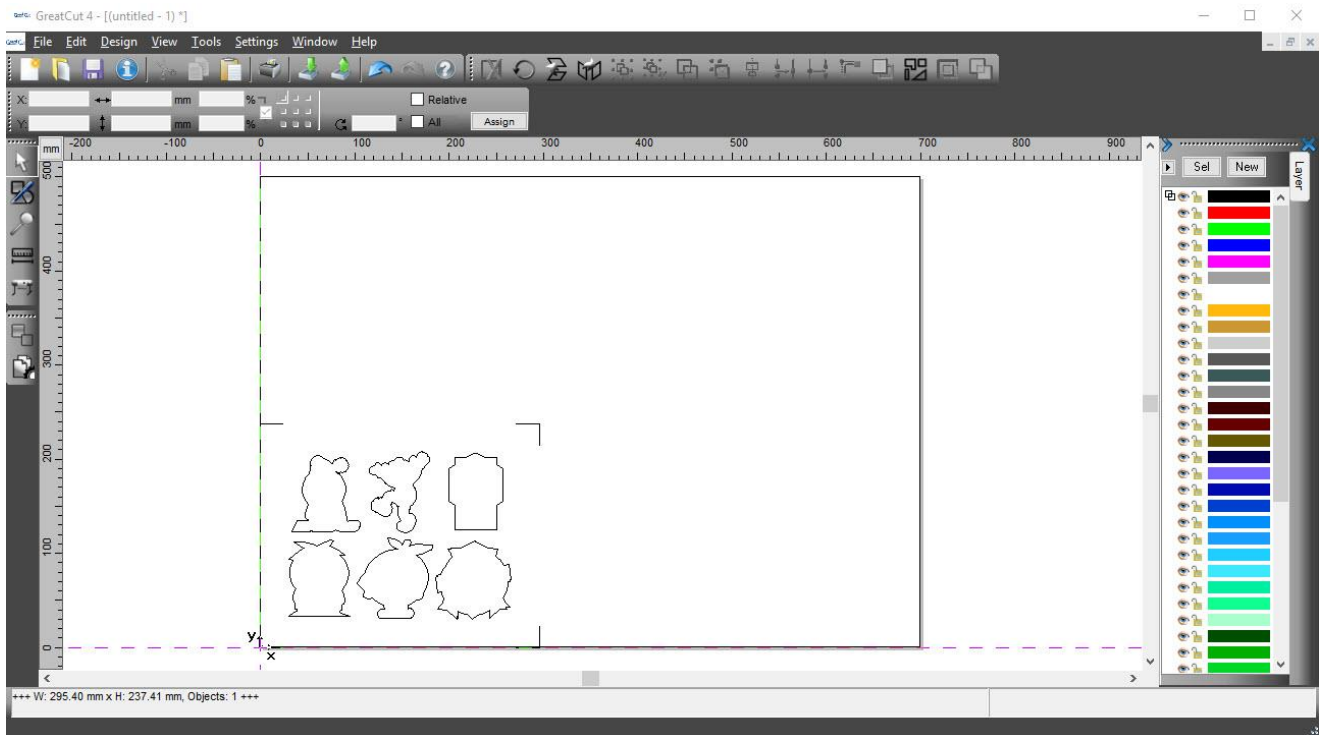 GreatCut 4 - [(untitled - 1) *]
File Edit Design View Tools Settings Window Help
X: mm % Relative
Y: mm % ° All Assign
mm -200 -100 0 100 200 300 400 500 600 700 800 900
Sel New
Layer
500
400
300
200
100
0
y
x
+++ W: 295.40 mm x H: 237.41 mm, Objects: 1 +++